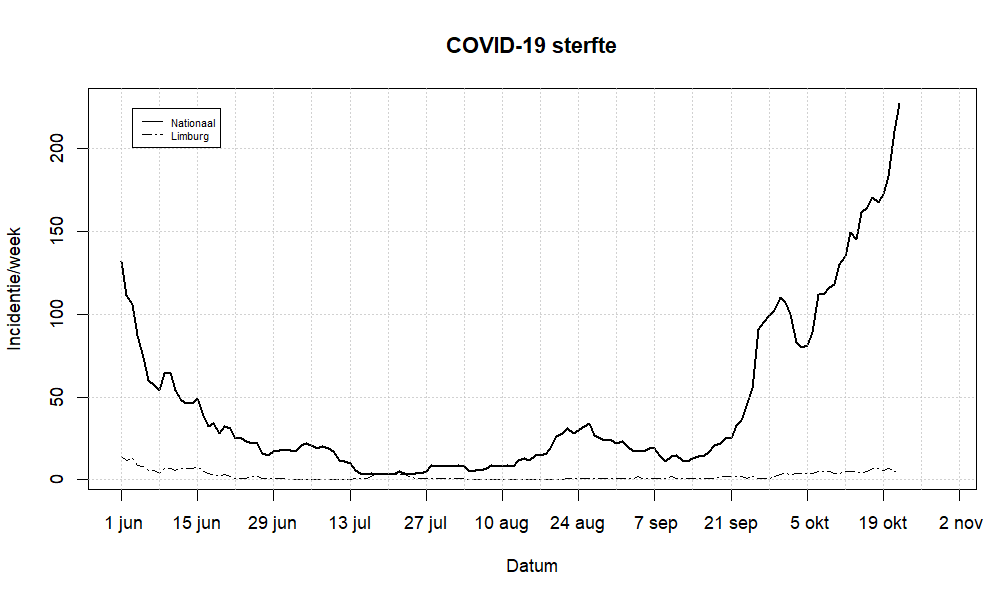 COVID-19 sterfte
Nationaal
Limburg
Incidentie/week
200
150
100
50
0
1 jun 15 jun 29 jun 13 jul 27 jul 10 aug 24 aug 7 sep 21 sep 5 okt 19 okt 2 nov
Datum